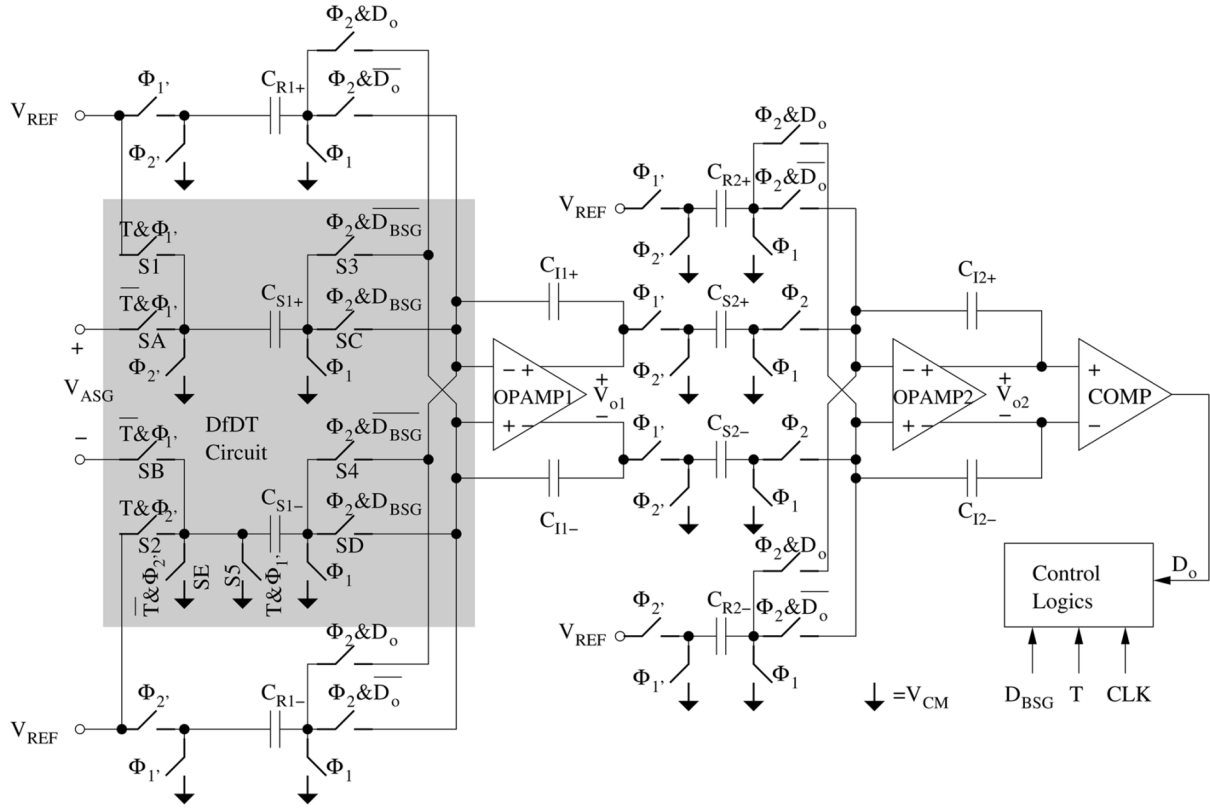 Φ2&Do
Φ1'
CR1+
Φ2&D̅o̅
VREF
Φ2'
Φ1
T&Φ1'
S1
Φ2&D̅B̅S̅G̅
S3
T̅&Φ1'
SA
CS1+
Φ2&DBSG
SC
+
Φ2'
Φ1
VASG
DfDT
Circuit
−
T̅&Φ1'
SB
Φ2&D̅B̅S̅G̅
S4
T&Φ2'
S2
CS1−
Φ2&DBSG
SD
T̅&Φ2'
SE
S5
T&Φ1'
Φ1
Φ2&Do
Φ2'
CR1−
Φ2&D̅o̅
VREF
Φ1'
Φ1
CI1+
− +
OPAMP1
+ −
+
Vo1
−
CI1−
Φ2&Do
Φ1'
CR2+
Φ2&D̅o̅
VREF
Φ2'
Φ1
Φ1'
CS2+
Φ2
Φ2'
Φ1
Φ1'
CS2−
Φ2
Φ2'
Φ1
Φ2&Do
Φ2'
CR2−
Φ2&D̅o̅
VREF
Φ1'
Φ1
CI2+
− +
OPAMP2
+ −
+
Vo2
−
CI2−
+
COMP
−
Control
Logics
Do
DBSG T CLK
=VCM